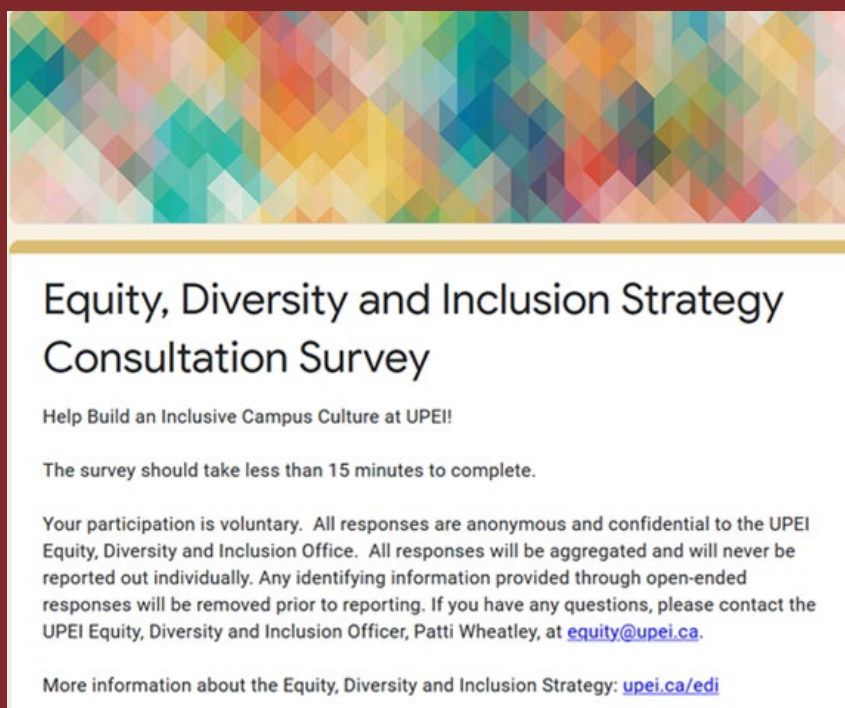 Equity, Diversity and Inclusion Strategy
Consultation Survey
Help Build an Inclusive Campus Culture at UPEI!
The survey should take less than 15 minutes to complete.
Your participation is voluntary.  All responses are anonymous and confidential to the UPEI
Equity, Diversity and Inclusion Office.  All responses will be aggregated and will never be
reported out individually. Any identifying information provided through open-ended
responses will be removed prior to reporting. If you have any questions, please contact the
UPEI Equity, Diversity and Inclusion Officer, Patti Wheatley, at equity@upei.ca.
More information about the Equity, Diversity and Inclusion Strategy: upei.ca/edi